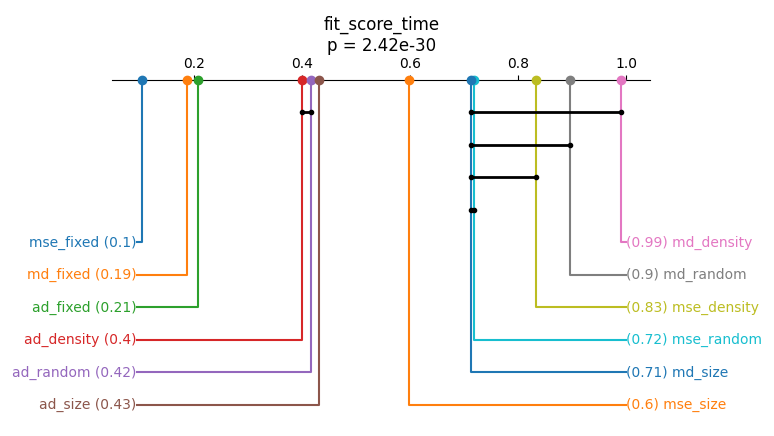 fit_score_time
p = 2.42e-30
0.2 0.4 0.6 0.8 1.0
mse_fixed (0.1) (0.99) md_density
md_fixed (0.19) (0.9) md_random
ad_fixed (0.21) (0.83) mse_density
ad_density (0.4) (0.72) mse_random
ad_random (0.42) (0.71) md_size
ad_size (0.43) (0.6) mse_size